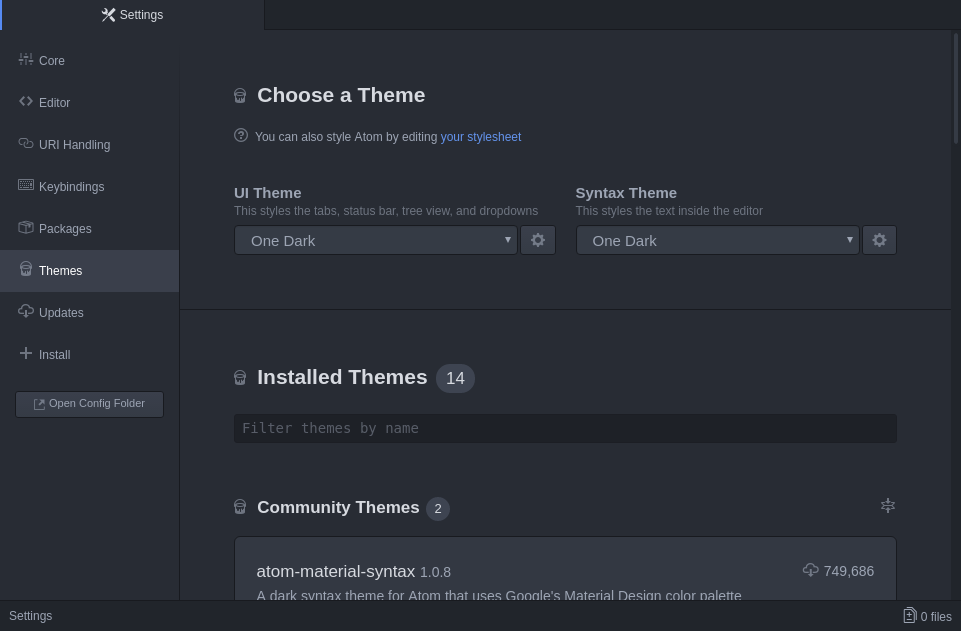 Settings
Core
Editor
URI Handling
Keybindings
Packages
Themes
Updates
Install
Open Config Folder
Choose a Theme
You can also style Atom by editing your stylesheet
UI Theme
This styles the tabs, status bar, tree view, and dropdowns
One Dark
Syntax Theme
This styles the text inside the editor
One Dark
Installed Themes 14
Filter themes by name
Community Themes 2
atom-material-syntax 1.0.8 749,686
A dark syntax theme for Atom that uses Google's Material Design color palette
Settings 0 files